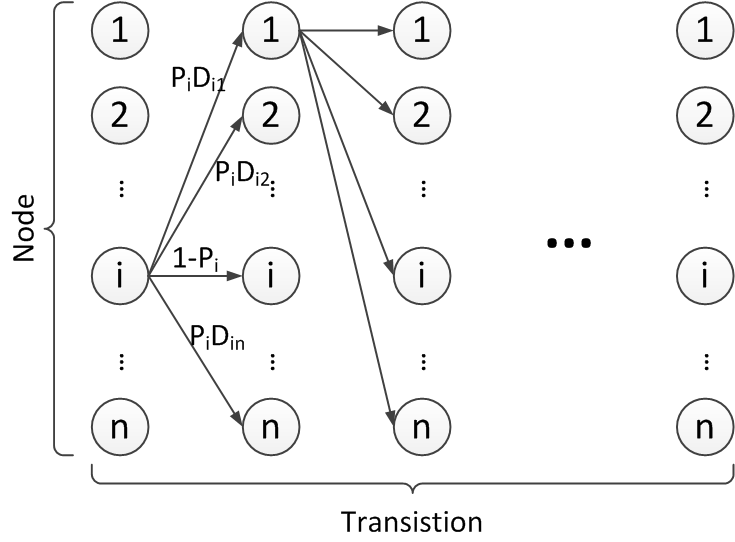 1 1 1 1
PᵢDᵢ₁
2 2 2 2
PᵢDᵢ₂
⋮ ⋮ ⋮ ⋮
...
Node
1-Pᵢ
i i i i
PᵢDᵢₙ
⋮ ⋮ ⋮ ⋮
n n n n
Transistion